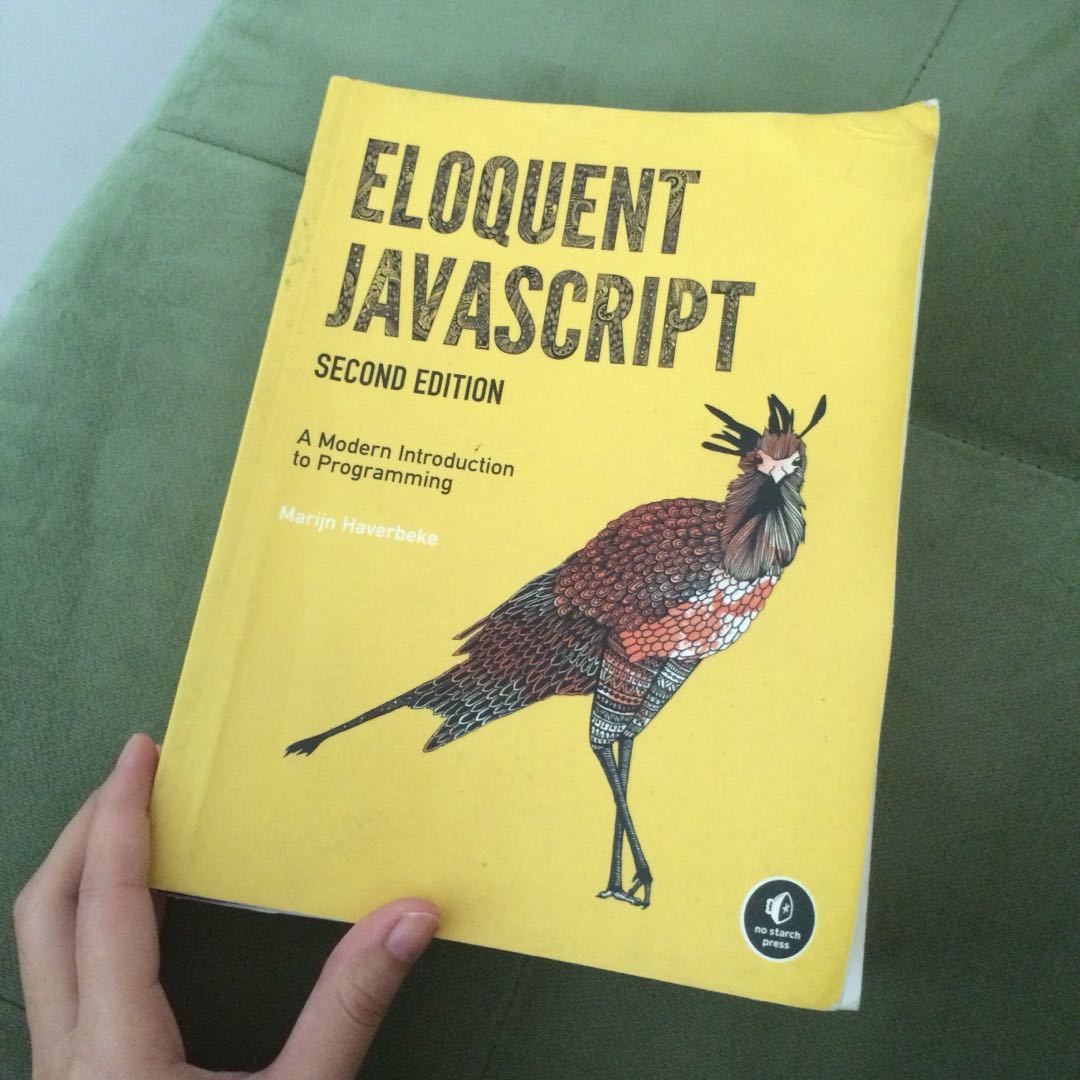 ELOQUENT
JAVASCRIPT
SECOND EDITION
A Modern Introduction
to Programming
Marijn Haverbeke
no starch
press